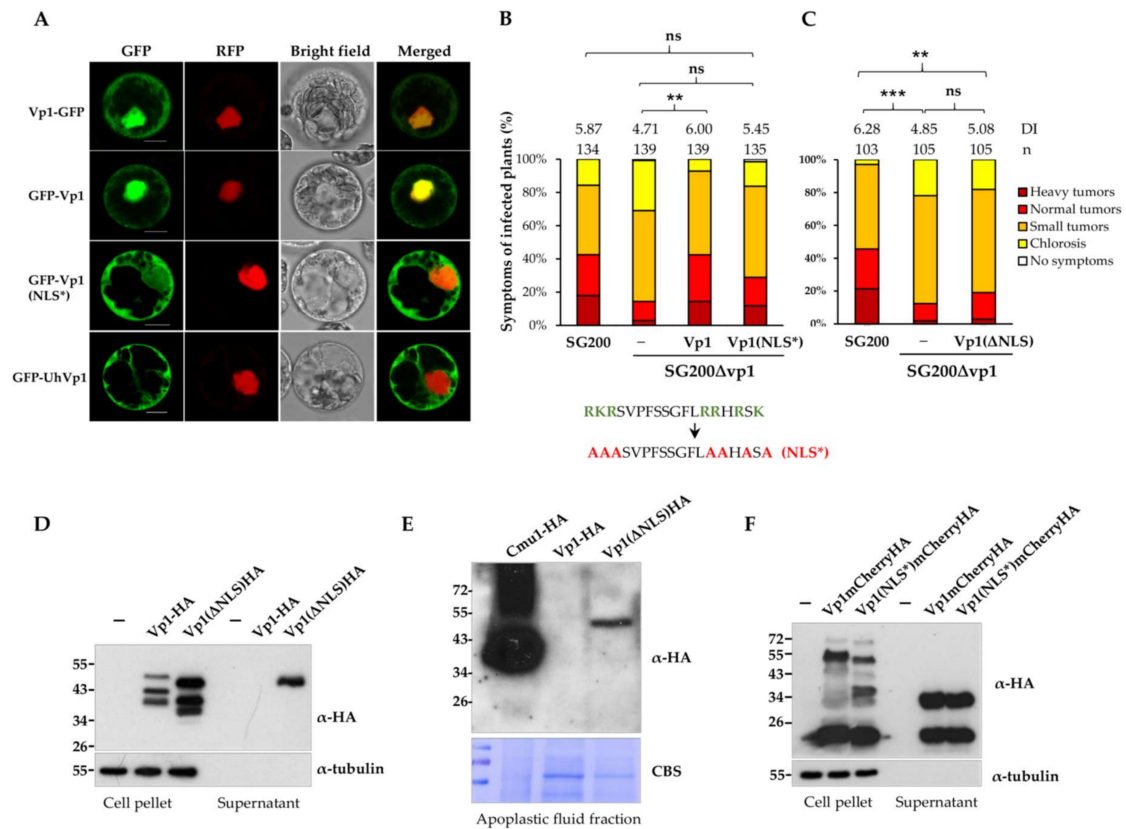 A
GFP RFP Bright field Merged
Vp1-GFP
GFP-Vp1
GFP-Vp1
(NLS*)
GFP-UhVp1
B
ns
ns
**
5.87 4.71 6.00 5.45
134 139 139 135
Symptoms of infected plants (%)
100%
80%
60%
40%
20%
0%
SG200 – Vp1 Vp1(NLS*)
SG200Δvp1
RKRSVPFSSGFLRRHRSK
AAASVPFSSGFLAAHASA (NLS*)
C
**
*** ns
6.28 4.85 5.08 DI
103 105 105 n
100%
80%
60%
40%
20%
0%
Heavy tumors
Normal tumors
Small tumors
Chlorosis
No symptoms
SG200 – Vp1(ΔNLS)
SG200Δvp1
D
– Vp1-HA Vp1(ΔNLS)HA – Vp1-HA Vp1(ΔNLS)HA
55-
43-
34-
26-
α-HA
55-
α-tubulin
Cell pellet Supernatant
E
Cmu1-HA Vp1-HA Vp1(ΔNLS)HA
72-
55-
43-
34-
26-
α-HA
CBS
Apoplastic fluid fraction
F
– Vp1mCherryHA Vp1(NLS*)mCherryHA – Vp1mCherryHA Vp1(NLS*)mCherryHA
72-
55-
43-
34-
26-
α-HA
55-
α-tubulin
Cell pellet Supernatant